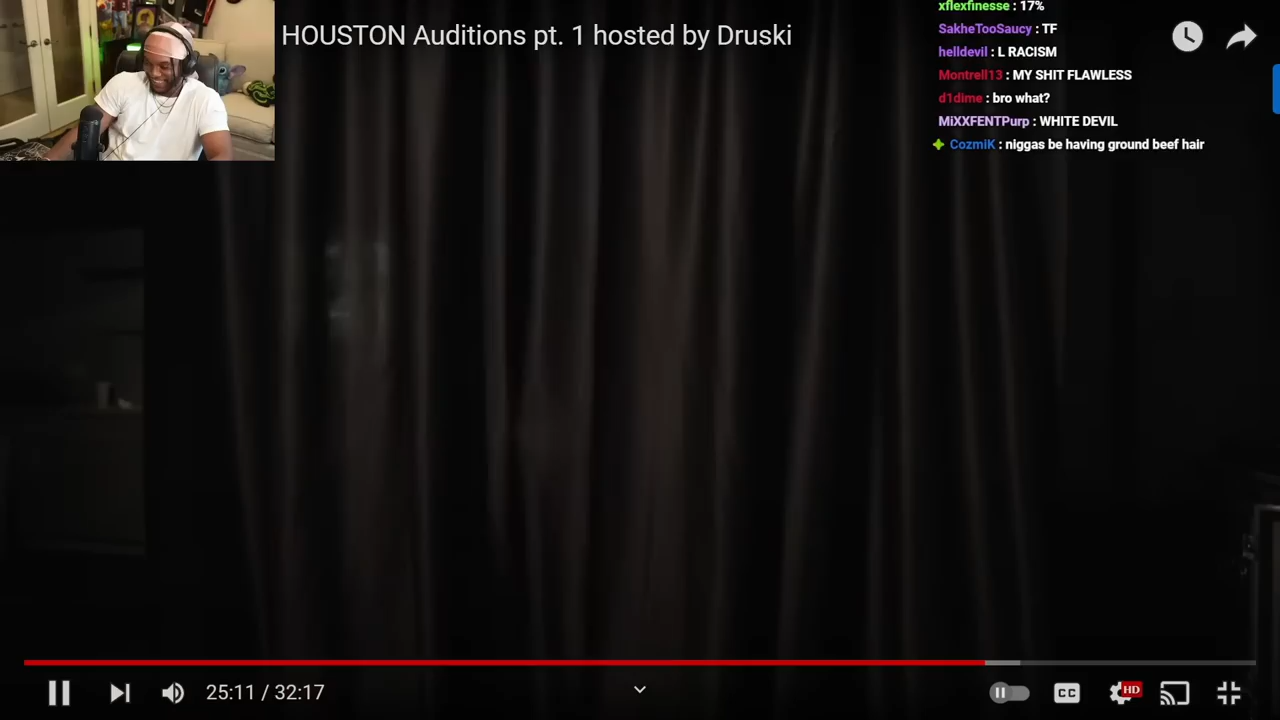 HOUSTON Auditions pt. 1 hosted by Druski
xflexfinesse : 17%
SakheTooSaucy : TF
helldevil : L RACISM
Montrell13 : MY SHIT FLAWLESS
d1dime : bro what?
MiXXFENTPurp : WHITE DEVIL
CozmiK : niggas be having ground beef hair
25:11 / 32:17
CC
HD